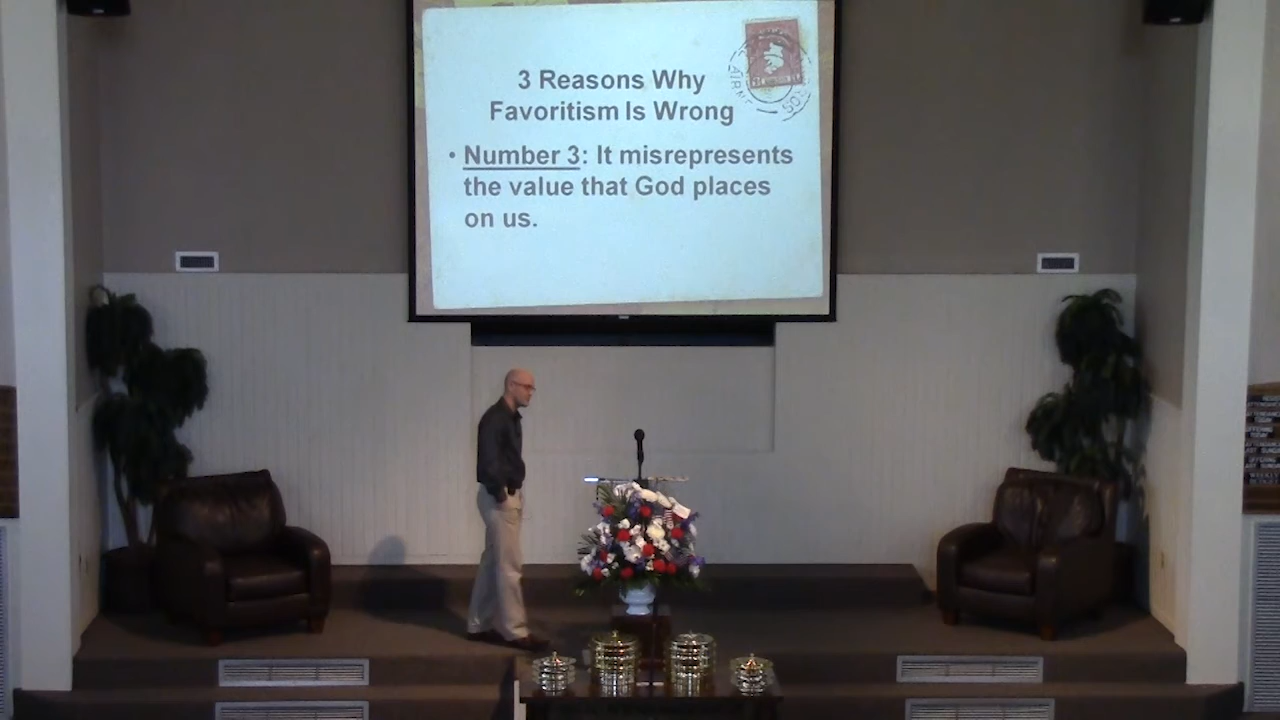 3 Reasons Why
Favoritism Is Wrong
• Number 3: It misrepresents
the value that God places
on us.